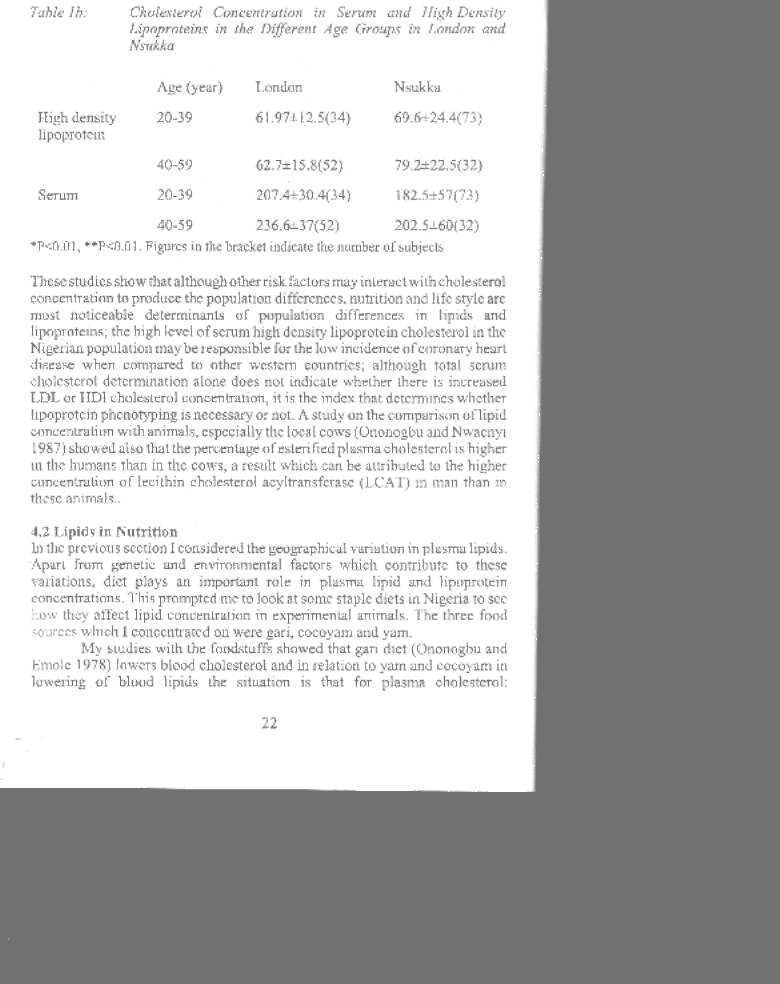 Table 1b: Cholesterol Concentration in Serum and High Density
Lipoproteins in the Different Age Groups in London and
Nsukka
Age (year) London Nsukka
High density 20-39 61.97±12.5(34) 69.6±24.4(73)
lipoprotein
40-59 62.7±15.8(52) 79.2±22.5(32)
Serum 20-39 207.4±30.4(34) 182.5±57(73)
40-59 236.6±37(52) 202.5±60(32)
*P<0.01, **P<0.01. Figures in the bracket indicate the number of subjects
These studies show that although other risk factors may interact with cholesterol
concentration to produce the population differences, nutrition and life style are
most noticeable determinants of population differences in lipids and
lipoproteins; the high level of serum high density lipoprotein cholesterol in the
Nigerian population may be responsible for the low incidence of coronary heart
disease when compared to other western countries; although total serum
cholesterol determination alone does not indicate whether there is increased
LDL or HDl cholesterol concentration, it is the index that determines whether
lipoprotein phenotyping is necessary or not. A study on the comparison of lipid
concentration with animals, especially the local cows (Ononogbu and Nwaenyi
1987) showed also that the percentage of esterified plasma cholesterol is higher
in the humans than in the cows, a result which can be attributed to the higher
concentration of lecithin cholesterol acyltransferase (LCAT) in man than in
these animals..
4.2 Lipids in Nutrition
In the previous section I considered the geographical variation in plasma lipids.
Apart from genetic and environmental factors which contribute to these
variations, diet plays an important role in plasma lipid and lipoprotein
concentrations. This prompted me to look at some staple diets in Nigeria to see
how they affect lipid concentration in experimental animals. The three food
sources which I concentrated on were gari, cocoyam and yam.
My studies with the foodstuffs showed that gari diet (Ononogbu and
Emole 1978) lowers blood cholesterol and in relation to yam and cocoyam in
lowering of blood lipids the situation is that for plasma cholesterol:
22